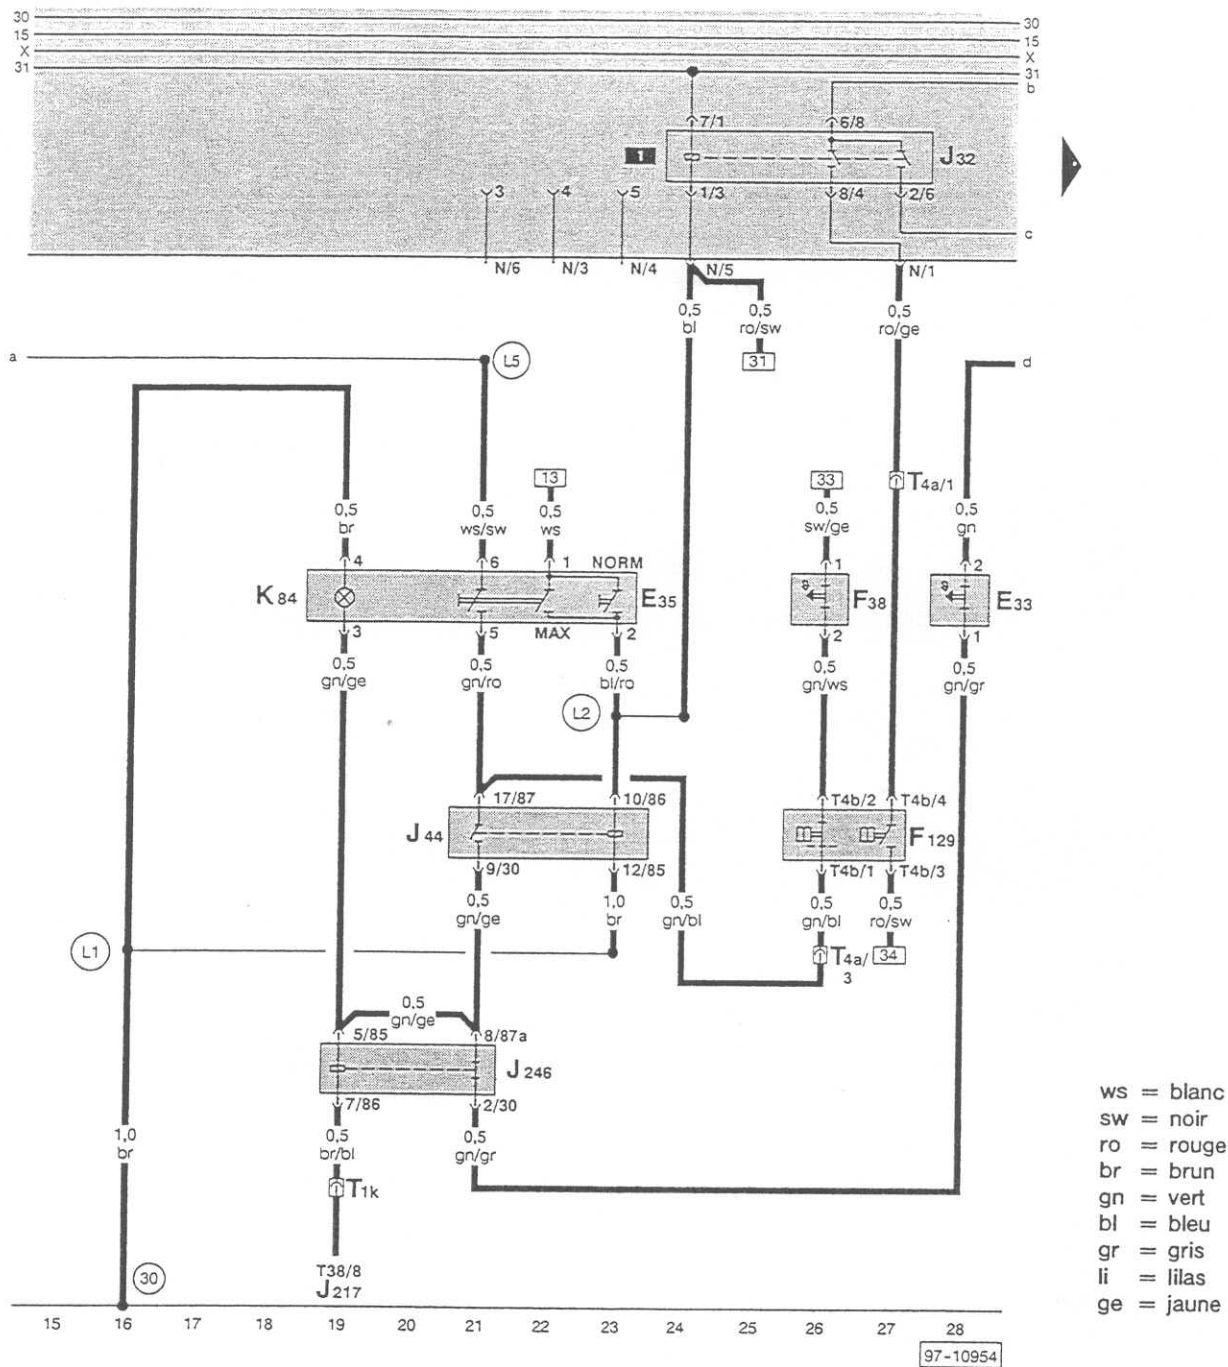 30 30
15 15
X X
31 31
b
7/1 6/8
1 J32
3 4 5 1/3 8/4 2/6
c
N/6 N/3 N/4 N/5 N/1
0,5 0,5 0,5
bl ro/sw ro/ge
a L5 31 d
13 33 T4a/1
0,5 0,5 0,5 0,5 0,5
br ws/sw ws sw/ge gn
4 6 1 NORM 1 2
K84 E35 F38 E33
3 5 MAX 2 2 1
0,5 0,5 0,5 0,5 0,5
gn/ge gn/ro bl/ro gn/ws gn/gr
L2
17/87 10/86 T4b/2 T4b/4
J44 F129
9/30 12/85 T4b/1 T4b/3
0,5 1,0 0,5 0,5 0,5
gn/ge br gn/bl gn/bl ro/sw
L1 T4a/ 34
3
0,5
gn/ge
5/85 8/87a
J246
7/86 2/30
1,0 0,5 0,5
br br/bl gn/gr
T1k
30 T38/8
J217
15 16 17 18 19 20 21 22 23 24 25 26 27 28
97-10954
ws = blanc
sw = noir
ro = rouge
br = brun
gn = vert
bl = bleu
gr = gris
li = lilas
ge = jaune